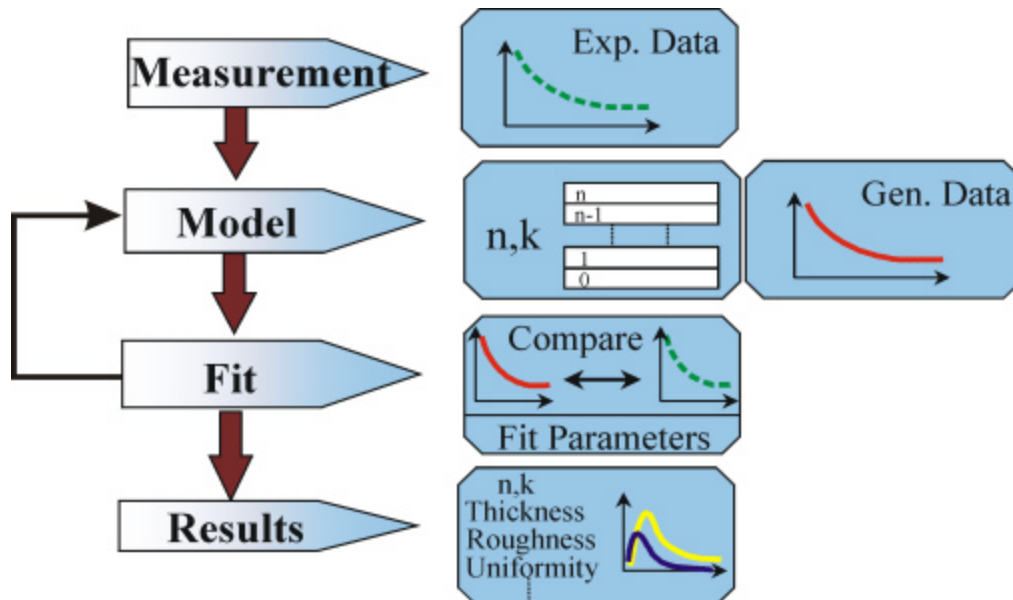 Measurement
Exp. Data
Model
n,k
n
n-1
1
0
Gen. Data
Fit
Compare
Fit Parameters
Results
n,k
Thickness
Roughness
Uniformity